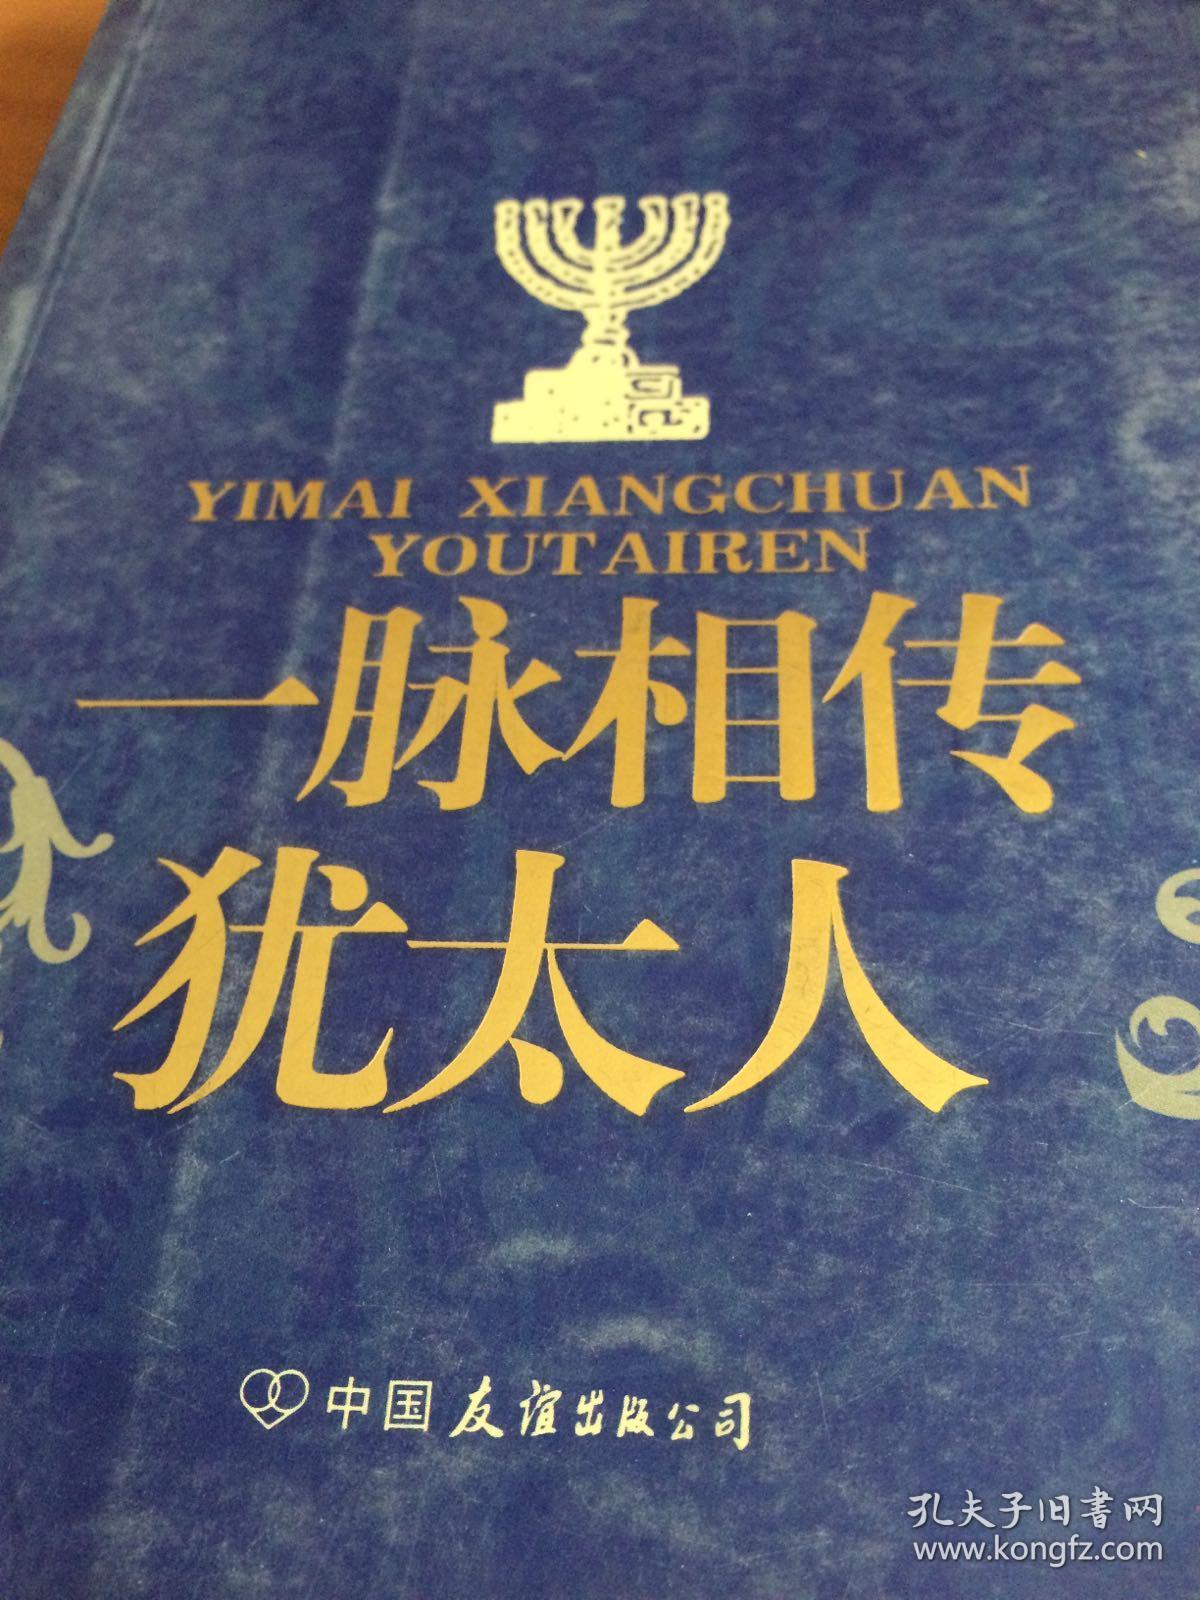 YIMAI XIANGCHUAN
YOUTAIREN
一脉相传
犹太人
中国友谊出版公司
孔夫子旧書网
www.kongfz.com